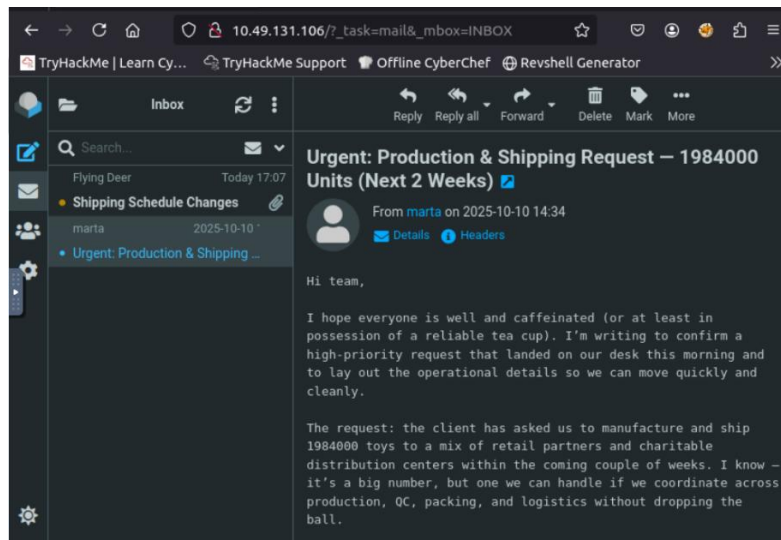 10.49.131.106/?_task=mail&_mbox=INBOX
TryHackMe | Learn Cy...
TryHackMe Support
Offline CyberChef
Revshell Generator
Inbox
Reply
Reply all
Forward
Delete
Mark
More
Search...
Flying Deer
Today 17:07
Shipping Schedule Changes
marta
2025-10-10
Urgent: Production & Shipping ...
Urgent: Production & Shipping Request — 1984000
Units (Next 2 Weeks)
From marta on 2025-10-10 14:34
Details
Headers
Hi team,
I hope everyone is well and caffeinated (or at least in
possession of a reliable tea cup). I’m writing to confirm a
high-priority request that landed on our desk this morning and
to lay out the operational details so we can move quickly and
cleanly.
The request: the client has asked us to manufacture and ship
1984000 toys to a mix of retail partners and charitable
distribution centers within the coming couple of weeks. I know —
it’s a big number, but one we can handle if we coordinate across
production, QC, packing, and logistics without dropping the
ball.